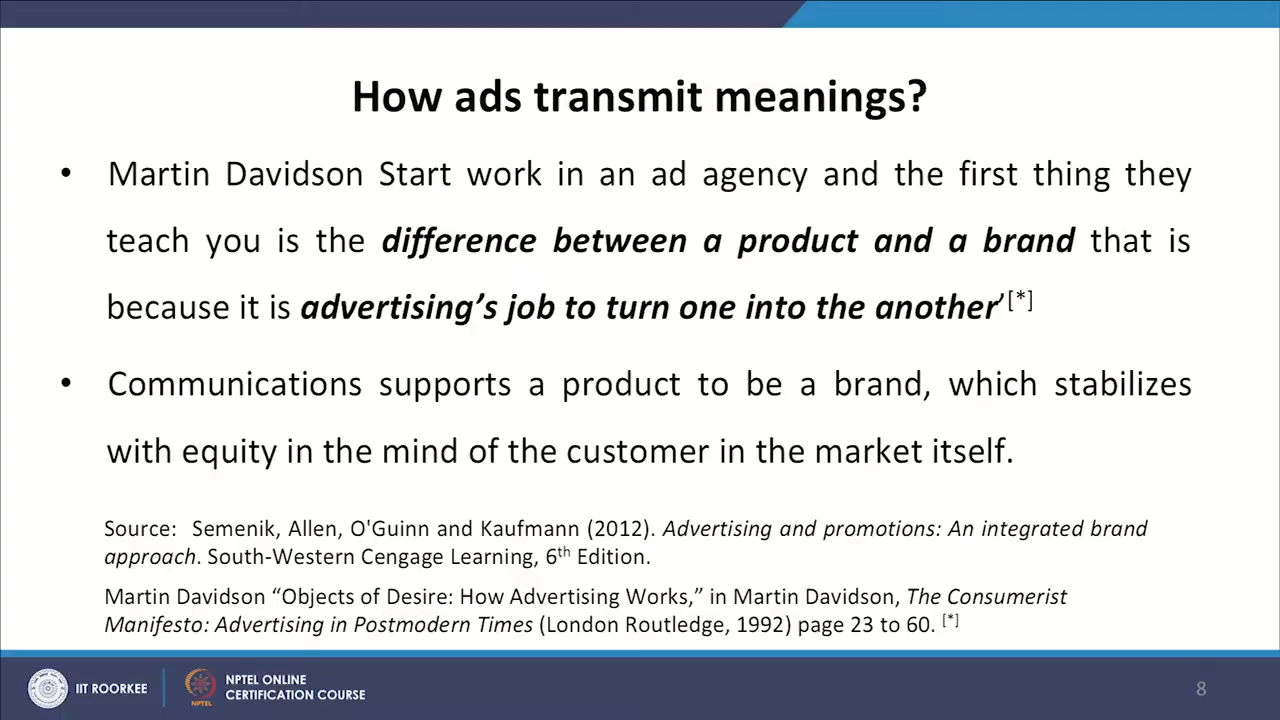 How ads transmit meanings?
• Martin Davidson Start work in an ad agency and the first thing they
teach you is the difference between a product and a brand that is
because it is advertising’s job to turn one into the another’[*]
• Communications supports a product to be a brand, which stabilizes
with equity in the mind of the customer in the market itself.
Source: Semenik, Allen, O'Guinn and Kaufmann (2012). Advertising and promotions: An integrated brand
approach. South-Western Cengage Learning, 6th Edition.
Martin Davidson “Objects of Desire: How Advertising Works,” in Martin Davidson, The Consumerist
Manifesto: Advertising in Postmodern Times (London Routledge, 1992) page 23 to 60. [*]
IIT ROORKEE
NPTEL
NPTEL ONLINE
CERTIFICATION COURSE
8